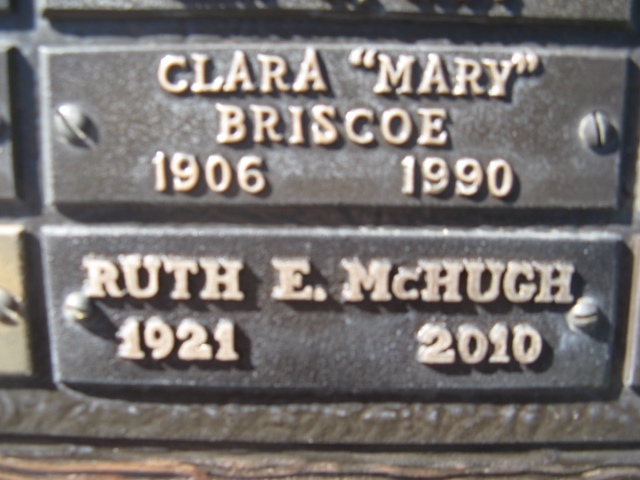 CLARA "MARY"
BRISCOE
1906 1990
RUTH E. McHUGH
1921 2010